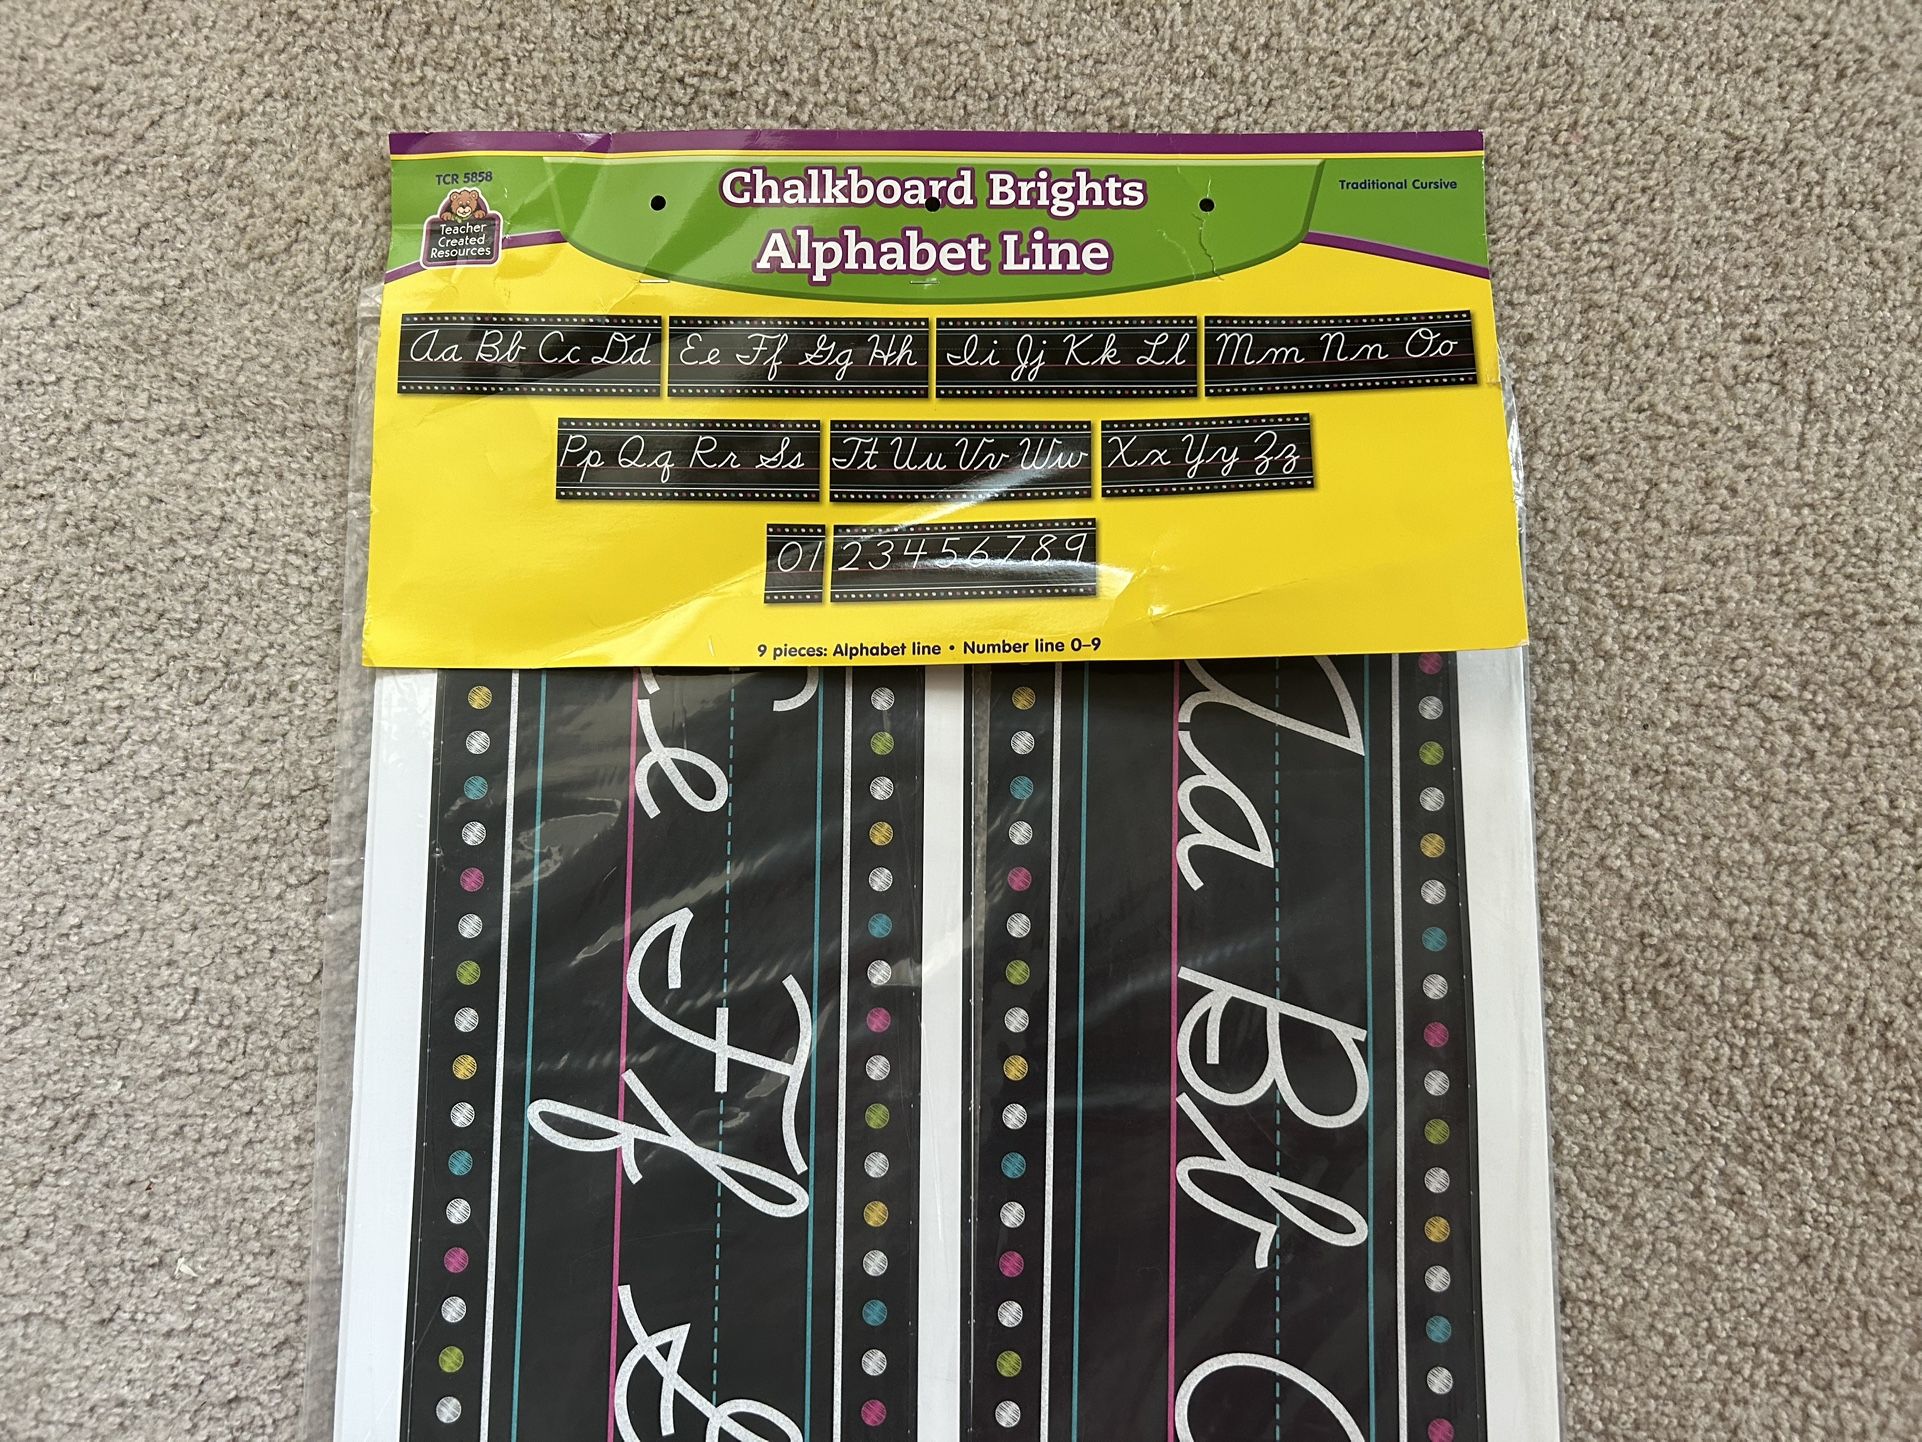 TCR 5858
Teacher
Created
Resources
Chalkboard Brights
Alphabet Line
Traditional Cursive
Aa Bb Cc Dd Ee Ff Gg Hh Ii Jj Kk Ll Mm Nn Oo
Pp Qq Rr Ss Tt Uu Vv Ww Xx Yy Zz
0 1 2 3 4 5 6 7 8 9
9 pieces: Alphabet line • Number line 0–9
e Ff
Aa Bb